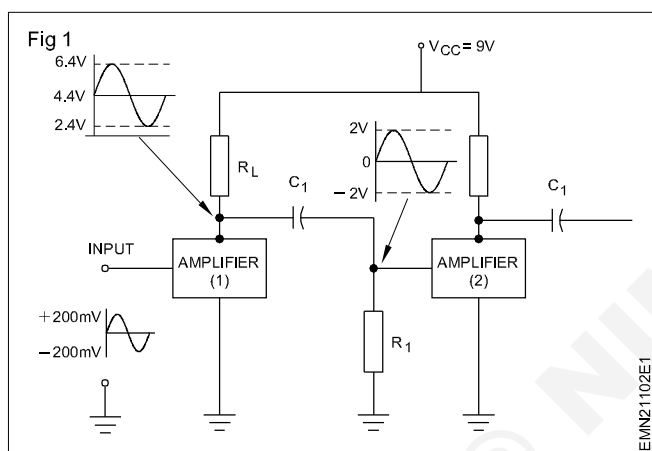 Fig 1
6.4V
4.4V
2.4V
VCC = 9V
2V
0
− 2V
RL
C1
C1
INPUT
AMPLIFIER
(1)
AMPLIFIER
(2)
+200mV
−200mV
R1
EMN21102E1
© NI